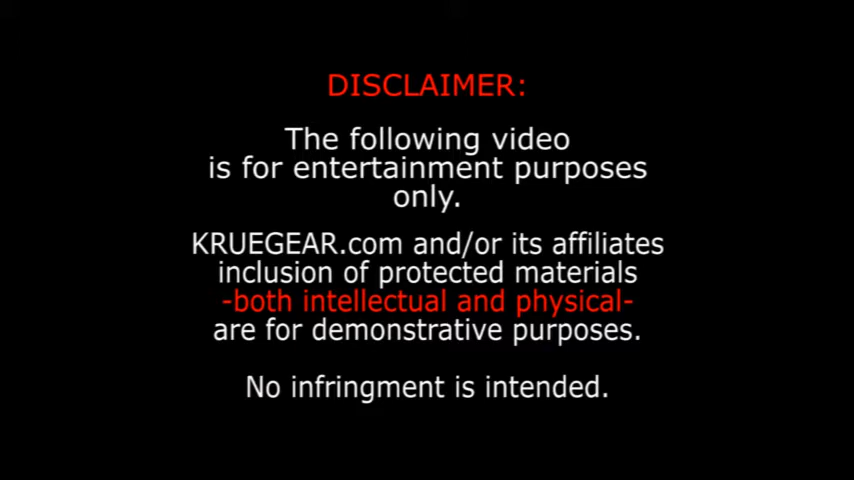 DISCLAIMER:
The following video
is for entertainment purposes
only.
KRUEGEAR.com and/or its affiliates
inclusion of protected materials
-both intellectual and physical-
are for demonstrative purposes.
No infringment is intended.